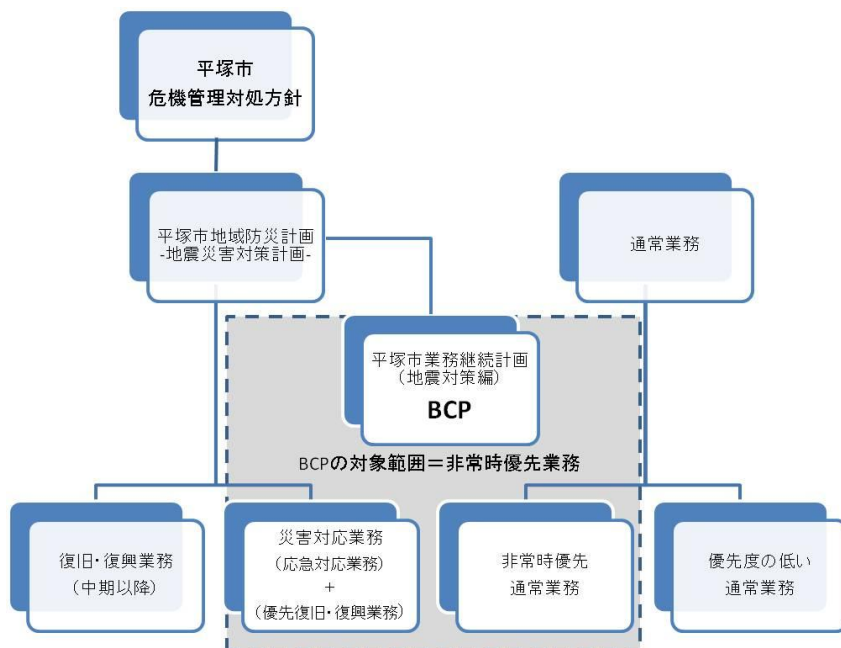 平塚市
危機管理対処方針
平塚市地域防災計画
-地震災害対策計画-
通常業務
平塚市業務継続計画
(地震対策編)
BCP
BCPの対象範囲=非常時優先業務
復旧・復興業務
(中期以降)
災害対応業務
(応急対応業務)
+
(優先復旧・復興業務)
非常時優先
通常業務
優先度の低い
通常業務